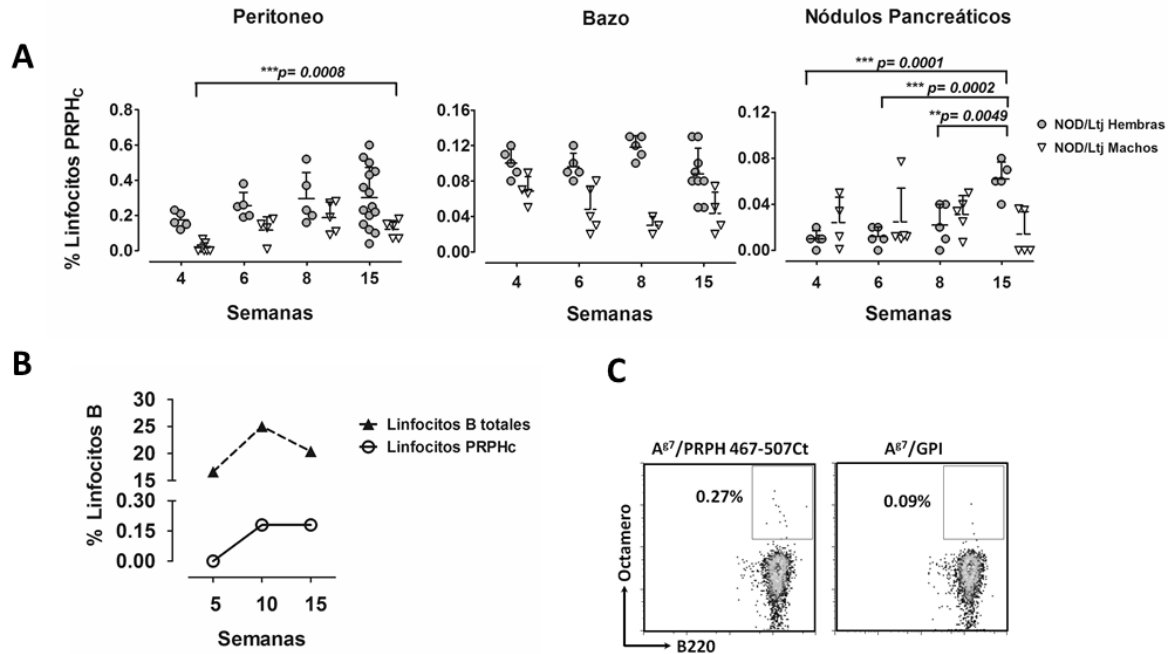 Peritoneo
Bazo
Nódulos Pancreáticos
A
% Linfocitos PRPHC
***p= 0.0008
0.8
0.6
0.4
0.2
0.0
4 6 8 15
Semanas
0.16
0.12
0.08
0.04
0.00
4 6 8 15
Semanas
*** p= 0.0001
*** p= 0.0002
**p= 0.0049
0.12
0.08
0.04
0.00
4 6 8 15
Semanas
NOD/Ltj Hembras
NOD/Ltj Machos
B
% Linfocitos B
30
25
20
15
10
0.30
0.15
0.00
5 10 15
Semanas
Linfocitos B totales
Linfocitos PRPHc
C
Ag7/PRPH 467-507Ct
0.27%
Ag7/GPI
0.09%
Octamero
B220